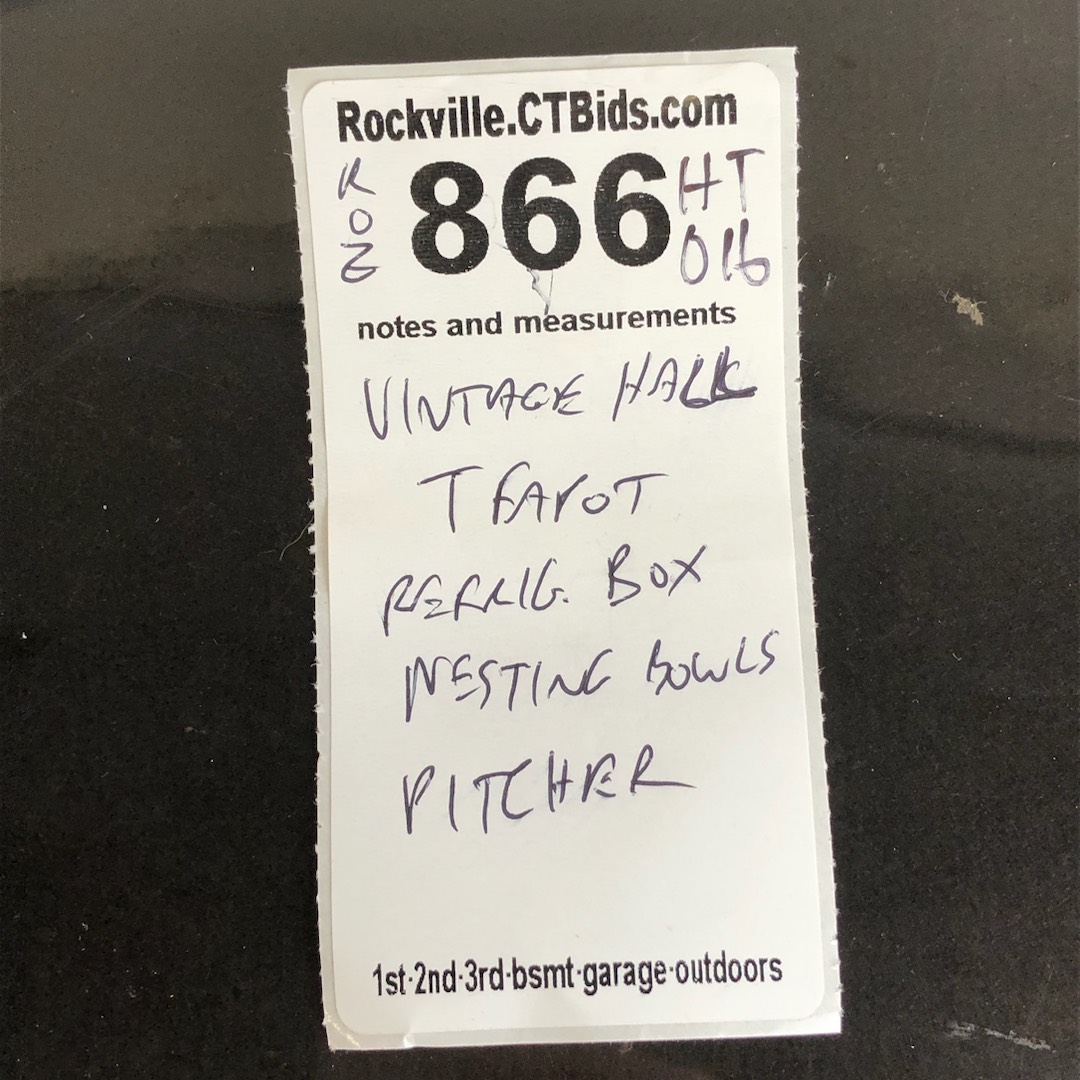 Rockville.CTBids.com
ROZ
866
HT
016
notes and measurements
VINTAGE HALL
TEAPOT
REFRIG. BOX
NESTING BOWLS
PITCHER
1st·2nd·3rd·bsmt·garage·outdoors